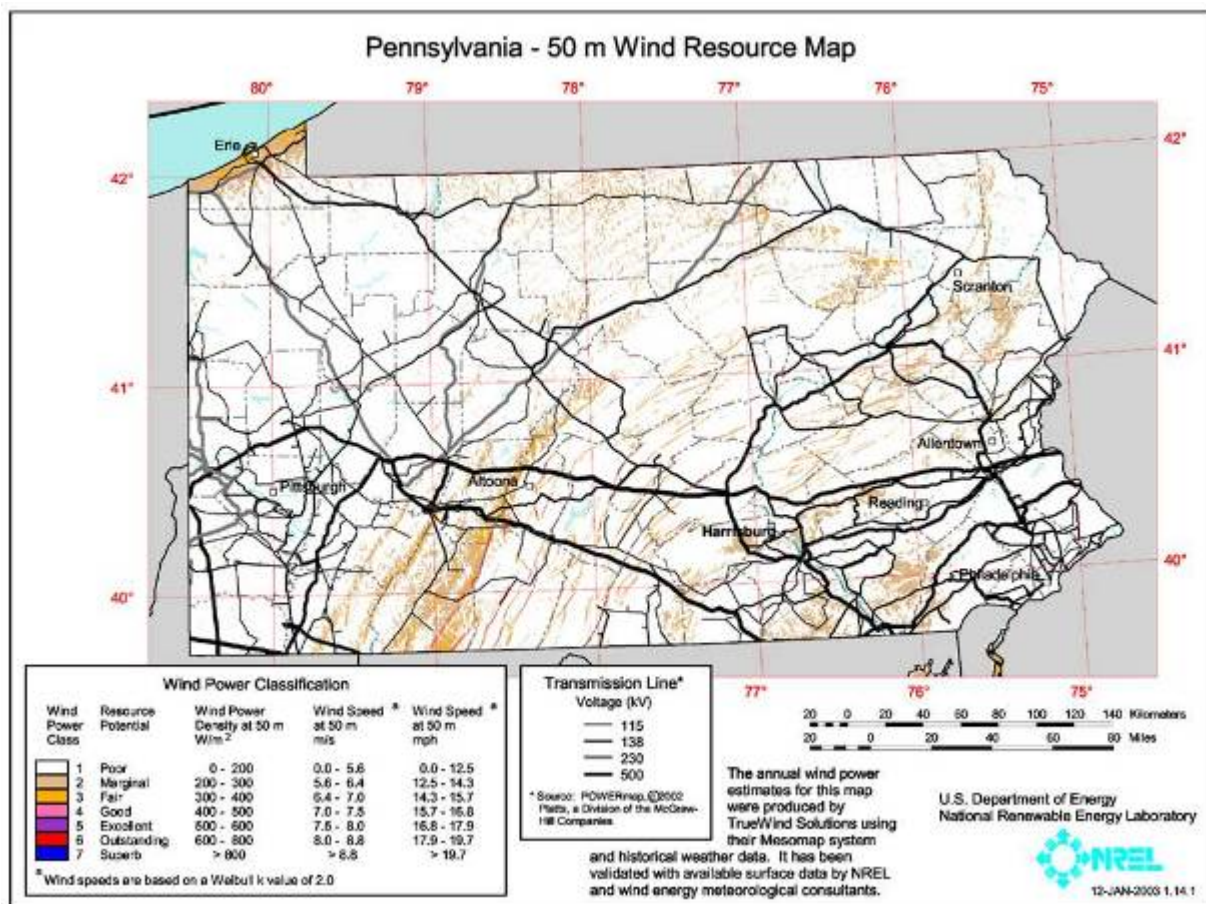 Pennsylvania - 50 m Wind Resource Map
80° 79° 78° 77° 76° 75°
42° 42°
41° 41°
40° 40°
77° 76° 75°
Erie
Scranton
Allentown
Pittsburgh
Altoona
Reading
Harrisburg
Philadelphia
Wind Power Classification
Wind Power Class
Resource Potential
Wind Power Density at 50 m W/m²
Wind Speed ª at 50 m m/s
Wind Speed ª at 50 m mph
1 Poor 0 - 200 0.0 - 5.6 0.0 - 12.5
2 Marginal 200 - 300 5.6 - 6.4 12.5 - 14.3
3 Fair 300 - 400 6.4 - 7.0 14.3 - 15.7
4 Good 400 - 500 7.0 - 7.5 15.7 - 16.8
5 Excellent 500 - 600 7.5 - 8.0 16.8 - 17.9
6 Outstanding 600 - 800 8.0 - 8.8 17.9 - 19.7
7 Superb > 800 > 8.8 > 19.7
ª Wind speeds are based on a Weibull k value of 2.0
Transmission Line*
Voltage (kV)
115
138
230
500
* Source: POWERmap, ©2002
Platts, a Division of the McGraw-
Hill Companies
20 0 20 40 60 80 100 120 140 Kilometers
20 0 20 40 60 80 Miles
The annual wind power
estimates for this map
were produced by
TrueWind Solutions using
their Mesomap system
and historical weather data. It has been
validated with available surface data by NREL
and wind energy meteorological consultants.
U.S. Department of Energy
National Renewable Energy Laboratory
NREL
12-JAN-2003 1.14.1